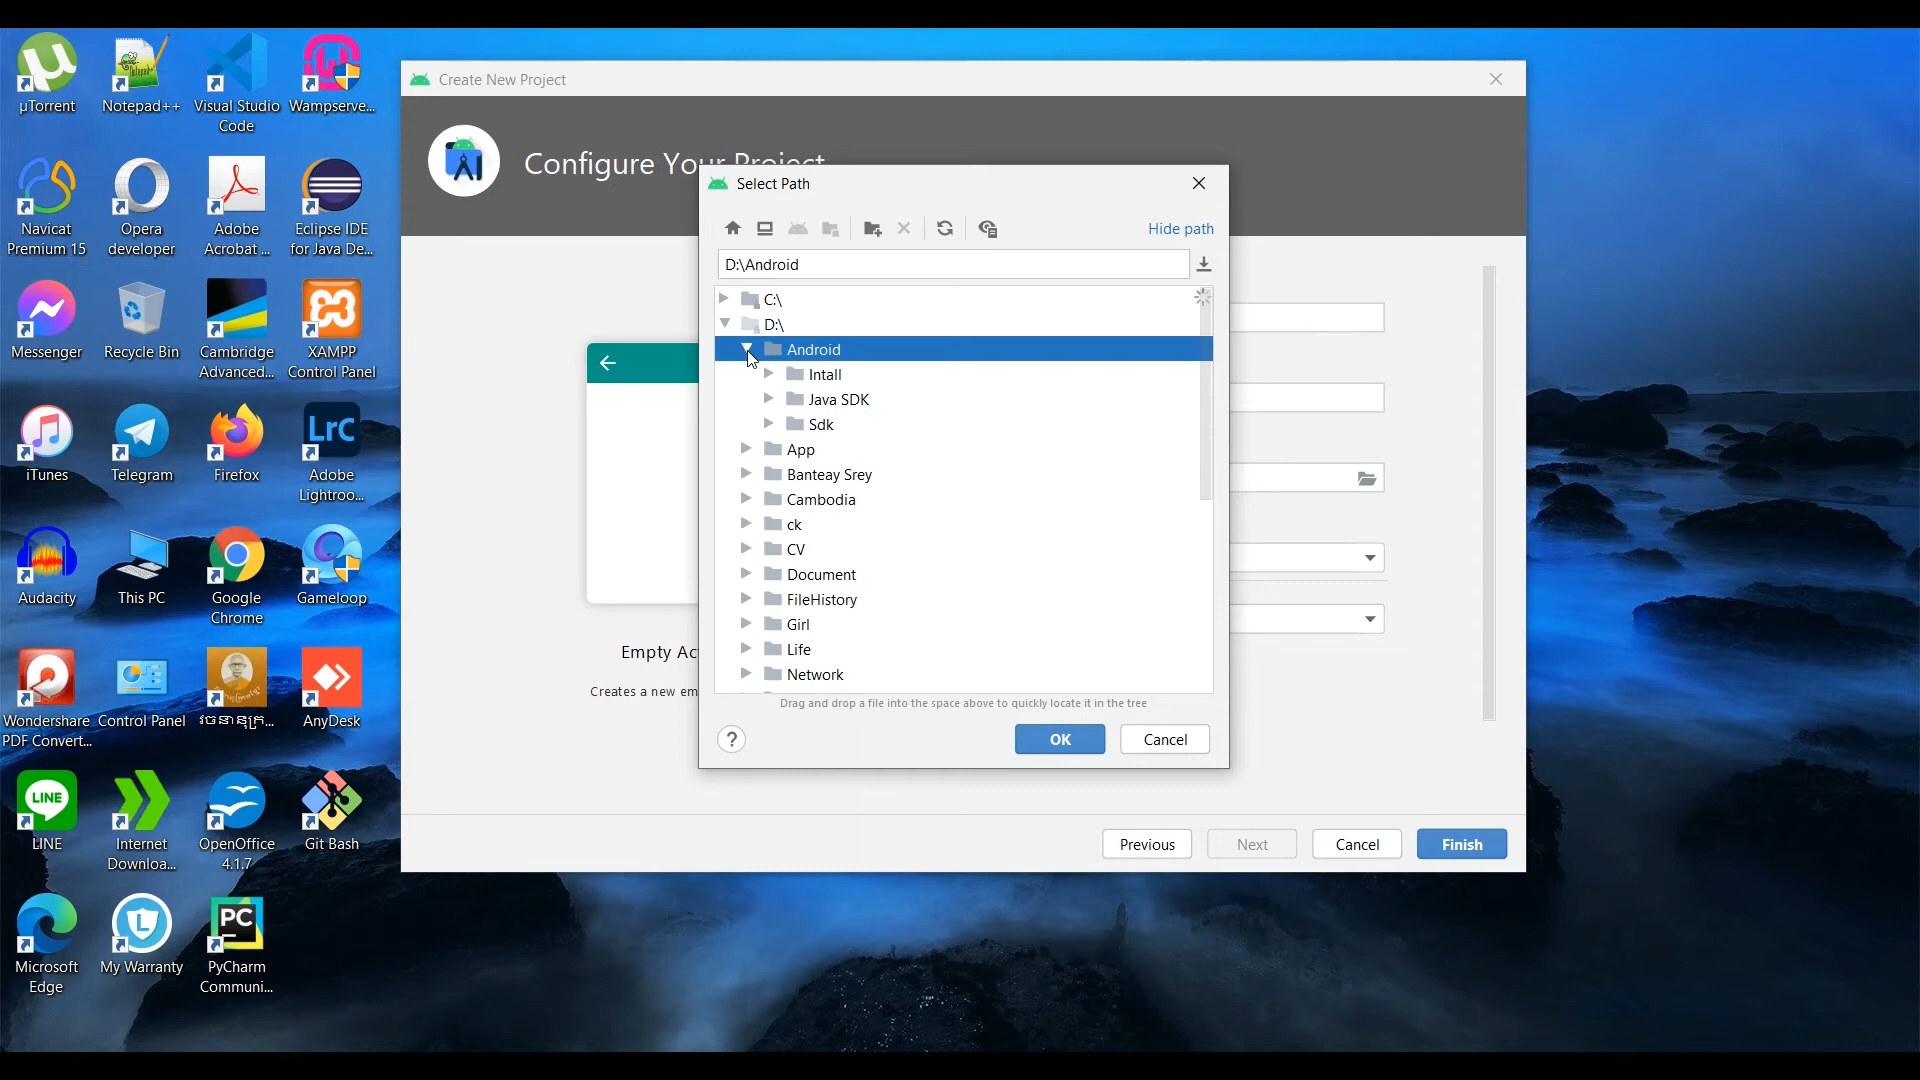 µTorrent
Notepad++
Visual Studio
Code
Wampserve...
Navicat
Premium 15
Opera
developer
Adobe
Acrobat ...
Eclipse IDE
for Java De...
Messenger
Recycle Bin
Cambridge
Advanced...
XAMPP
Control Panel
iTunes
Telegram
Firefox
LrC
Adobe
Lightroo...
Audacity
This PC
Google
Chrome
Gameloop
Wondershare
PDF Convert...
Control Panel
AnyDesk
LINE
LINE
Internet
Downloa...
OpenOffice
4.1.7
Git Bash
Microsoft
Edge
My Warranty
PC
PyCharm
Communi...
Create New Project
Configure Your Project
Empty Ac
Creates a new em
Select Path
Hide path
D:\Android
C:\
D:\
Android
Intall
Java SDK
Sdk
App
Banteay Srey
Cambodia
ck
CV
Document
FileHistory
Girl
Life
Network
Drag and drop a file into the space above to quickly locate it in the tree
?
OK
Cancel
Previous
Next
Cancel
Finish